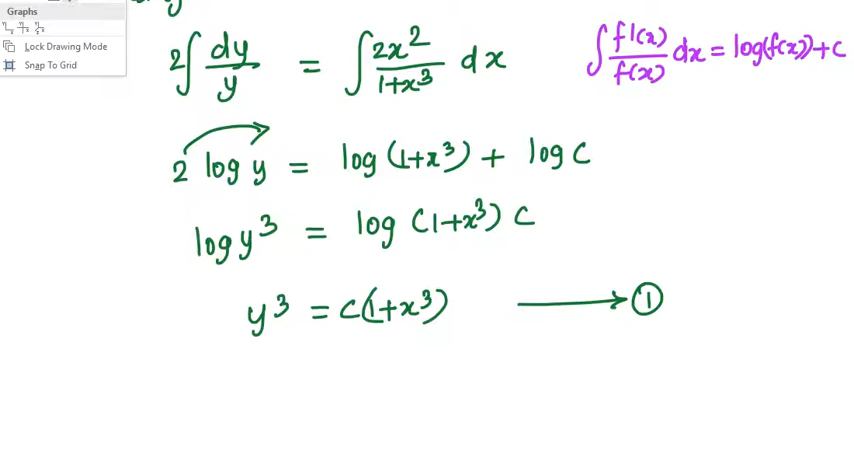 Graphs
Lock Drawing Mode
Snap To Grid
2∫ dy/y = ∫ 2x²/1+x³ dx
∫ f'(x)/f(x) dx = log(f(x)) + c
2 log y = log (1+x³) + log c
log y³ = log (1+x³) c
y³ = c(1+x³) ⟶ ①